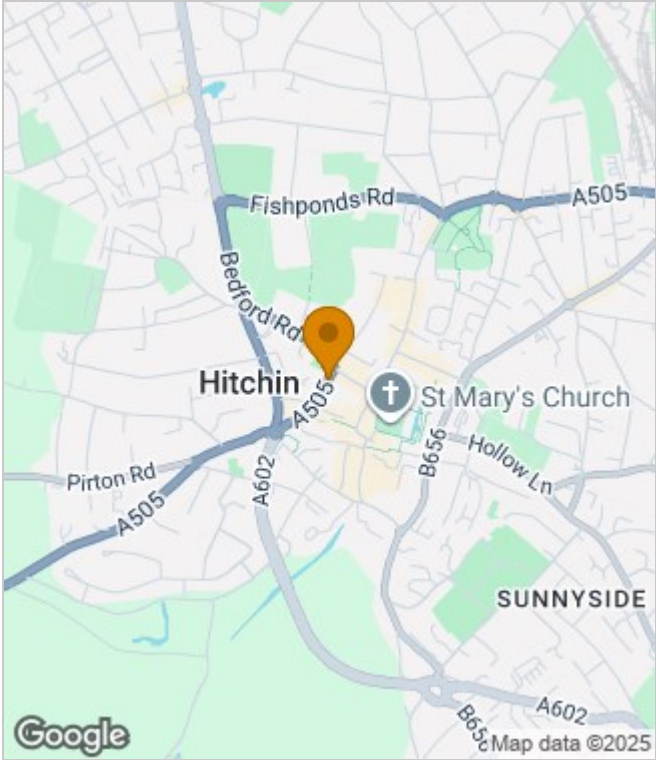 Fishponds Rd
A505
Bedford Rd
Hitchin
A505
St Mary's Church
B656
Hollow Ln
Pirton Rd
A602
A505
SUNNYSIDE
A602
Google
Map data ©2025